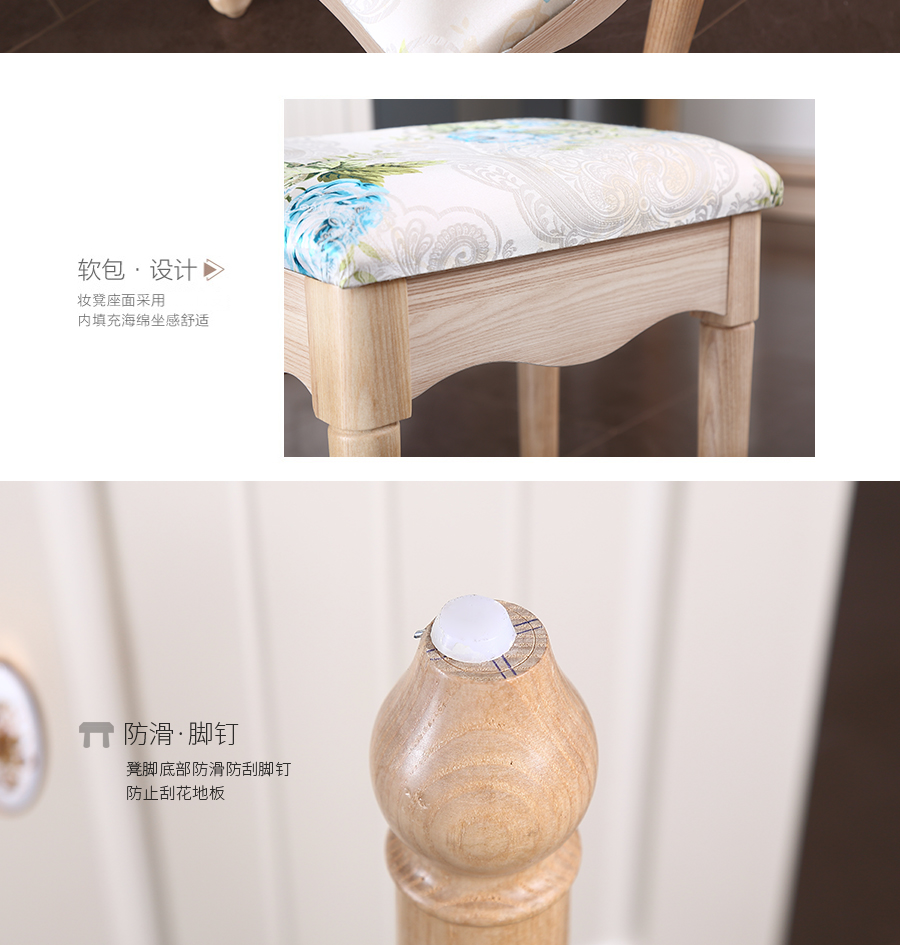 软包·设计
妆凳座面采用
内填充海绵坐感舒适
防滑·脚钉
凳脚底部防滑防刮脚钉
防止刮花地板